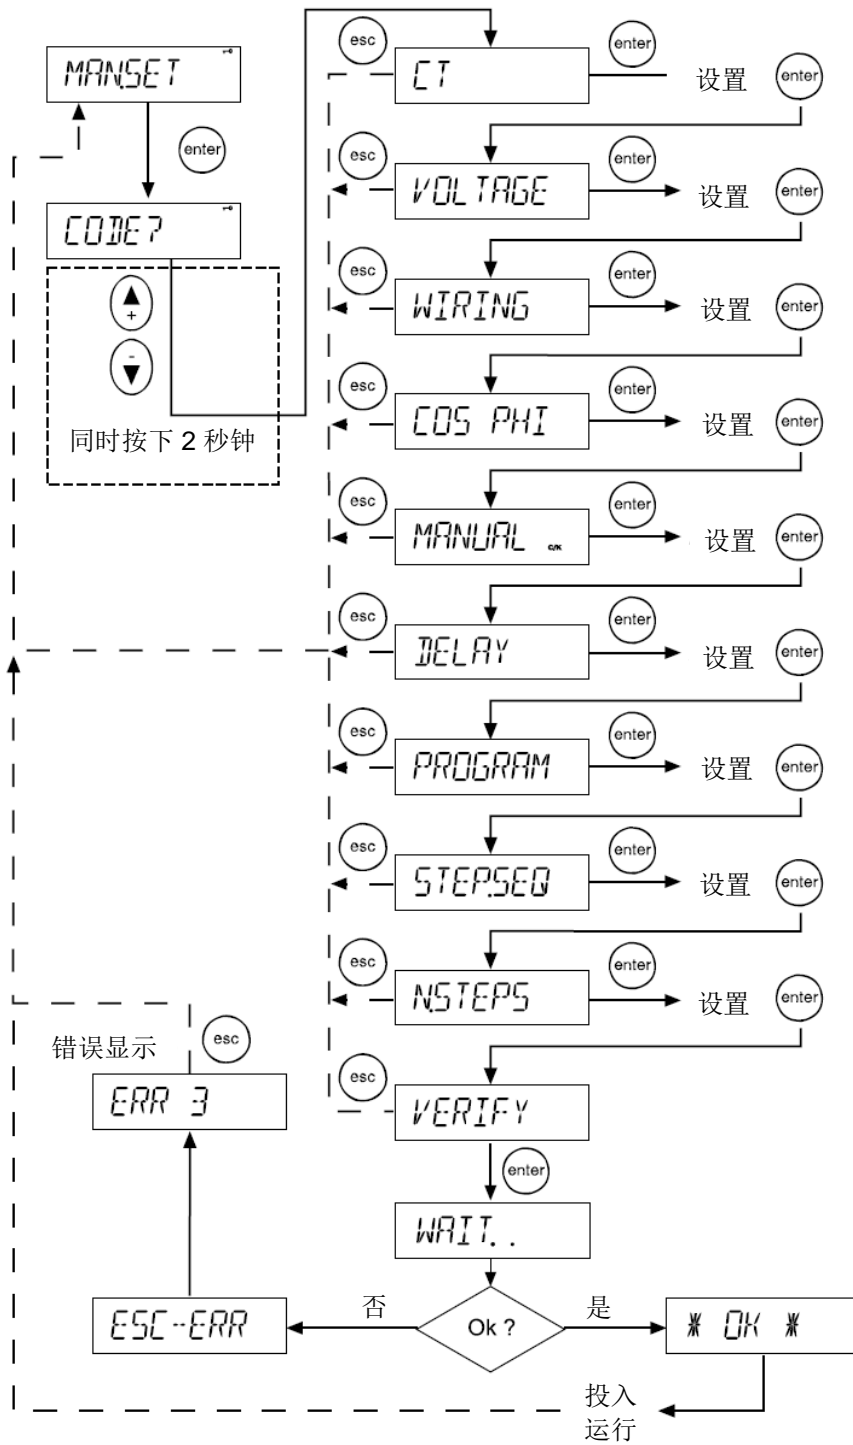 MAN.SET
enter
CODE?
+
-
同时按下 2 秒钟
esc
CT
enter
设置
enter
esc
VOLTAGE
enter
设置
enter
esc
WIRING
enter
设置
enter
esc
COS PHI
enter
设置
enter
esc
MANUAL C/K
enter
设置
enter
esc
DELAY
enter
设置
enter
esc
PROGRAM
enter
设置
enter
esc
STEP.SEQ
enter
设置
enter
esc
N.STEPS
enter
设置
enter
esc
VERIFY
enter
WAIT..
Ok ?
否
是
* OK *
投入
运行
ESC-ERR
ERR 3
错误显示
esc